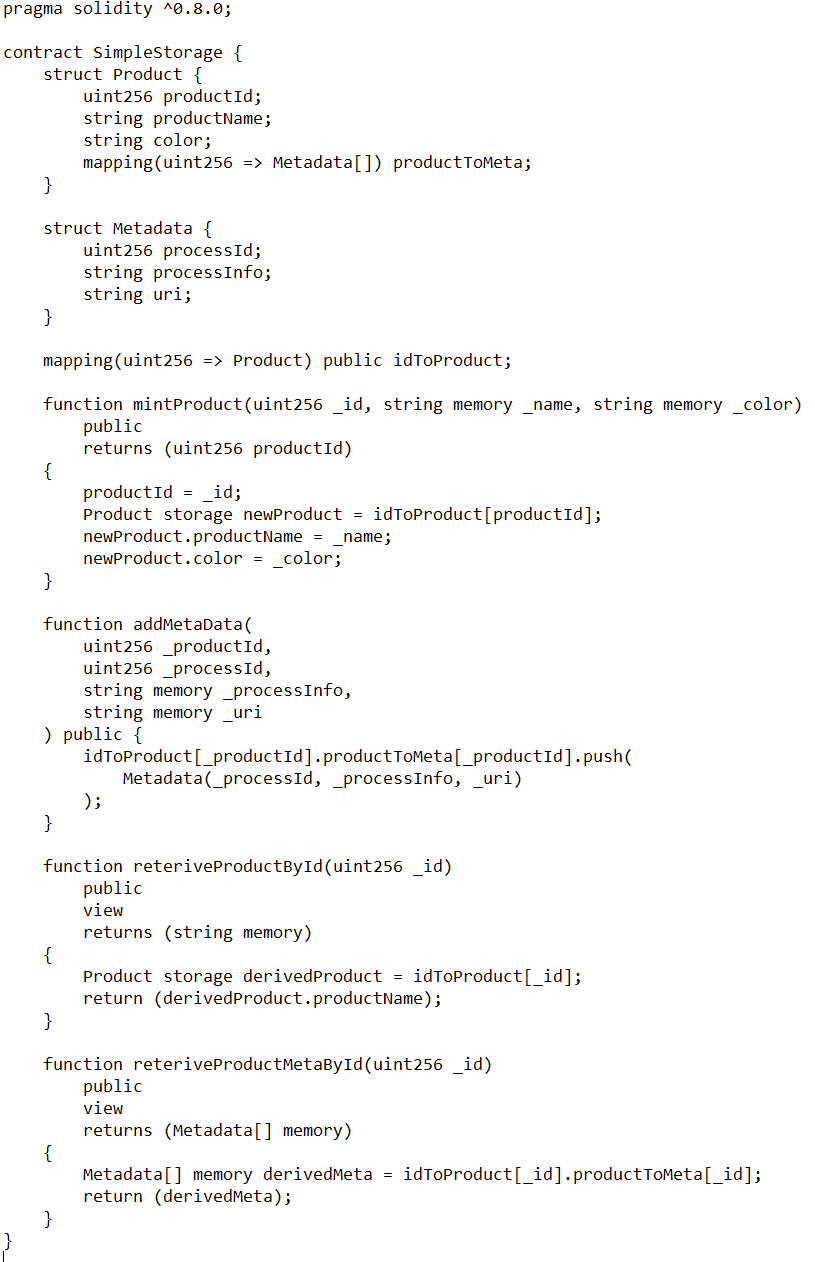 pragma solidity ^0.8.0;

contract SimpleStorage {
    struct Product {
        uint256 productId;
        string productName;
        string color;
        mapping(uint256 => Metadata[]) productToMeta;
    }

    struct Metadata {
        uint256 processId;
        string processInfo;
        string uri;
    }

    mapping(uint256 => Product) public idToProduct;

    function mintProduct(uint256 _id, string memory _name, string memory _color)
        public
        returns (uint256 productId)
    {
        productId = _id;
        Product storage newProduct = idToProduct[productId];
        newProduct.productName = _name;
        newProduct.color = _color;
    }

    function addMetaData(
        uint256 _productId,
        uint256 _processId,
        string memory _processInfo,
        string memory _uri
    ) public {
        idToProduct[_productId].productToMeta[_productId].push(
            Metadata(_processId, _processInfo, _uri)
        );
    }

    function reteriveProductById(uint256 _id)
        public
        view
        returns (string memory)
    {
        Product storage derivedProduct = idToProduct[_id];
        return (derivedProduct.productName);
    }

    function reteriveProductMetaById(uint256 _id)
        public
        view
        returns (Metadata[] memory)
    {
        Metadata[] memory derivedMeta = idToProduct[_id].productToMeta[_id];
        return (derivedMeta);
    }
}